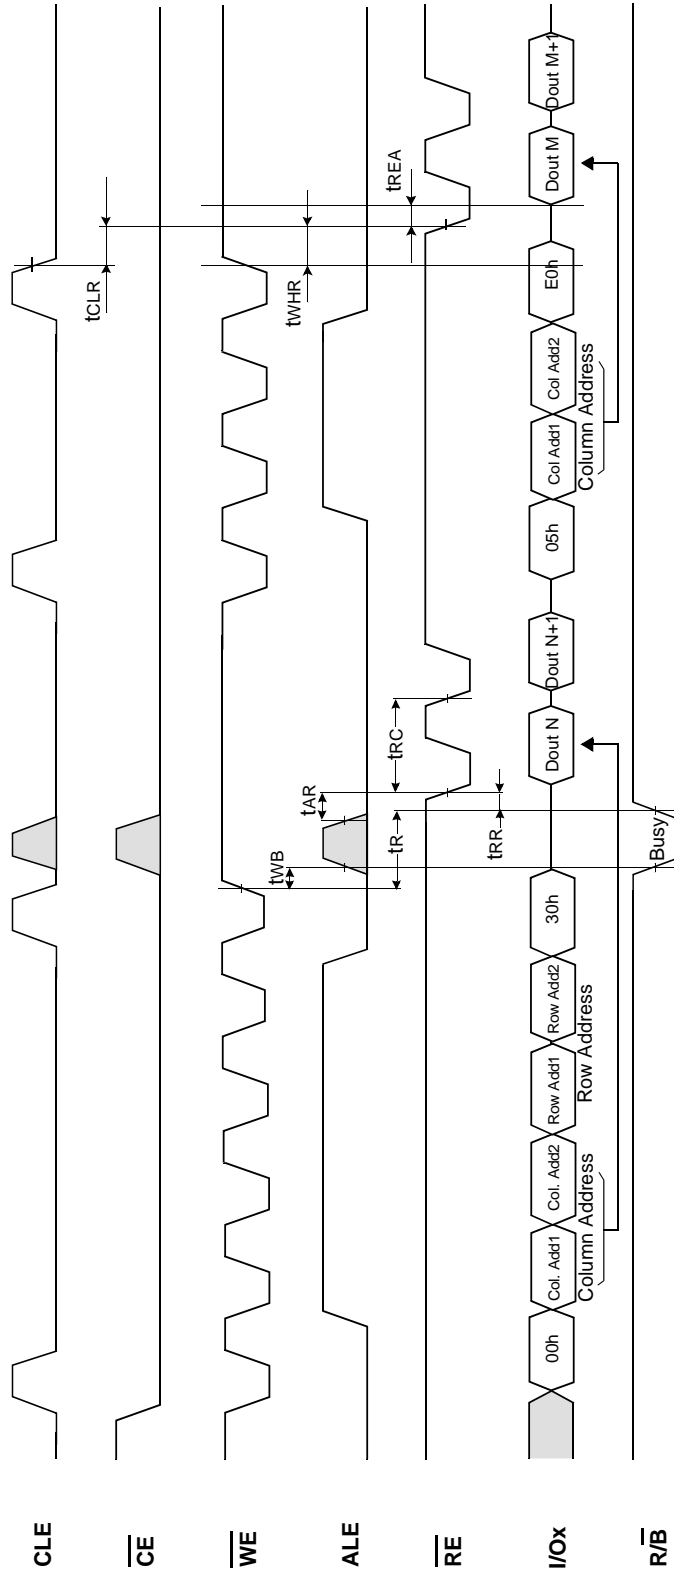 CLE
CE
WE
ALE
RE
I/Ox
R/B
tCLR
tWHR
tREA
tWB
tAR
tR
tRC
tRR
00h
Col. Add1
Col. Add2
Row Add1
Row Add2
30h
Dout N
Dout N+1
05h
Col Add1
Col Add2
E0h
Dout M
Dout M+1
Column Address
Row Address
Column Address
Busy